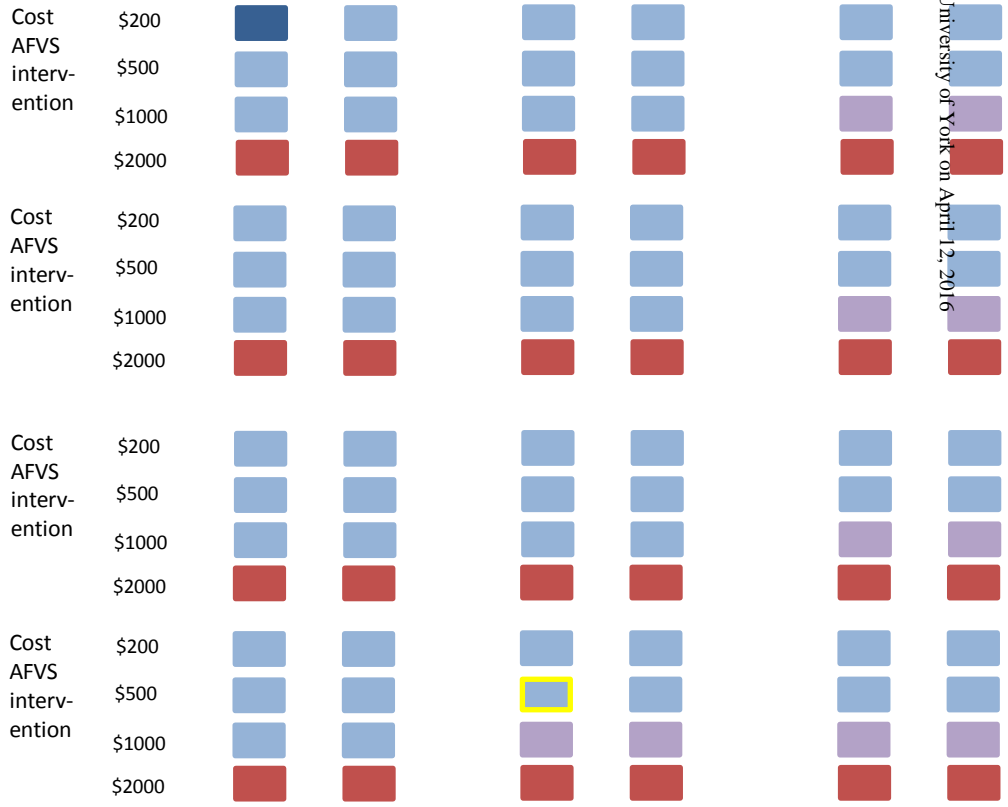 Cost
AFVS
interv-
ention
$200
$500
$1000
$2000
Cost
AFVS
interv-
ention
$200
$500
$1000
$2000
Cost
AFVS
interv-
ention
$200
$500
$1000
$2000
Cost
AFVS
interv-
ention
$200
$500
$1000
$2000
University of York on April 12, 2016